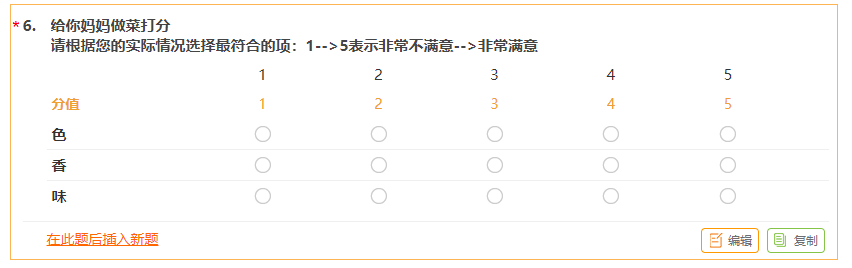 *6. 给你妈妈做菜打分
请根据您的实际情况选择最符合的项：1-->5表示非常不满意-->非常满意
1 2 3 4 5
分值 1 2 3 4 5
色
香
味
在此题后插入新题 编辑 复制